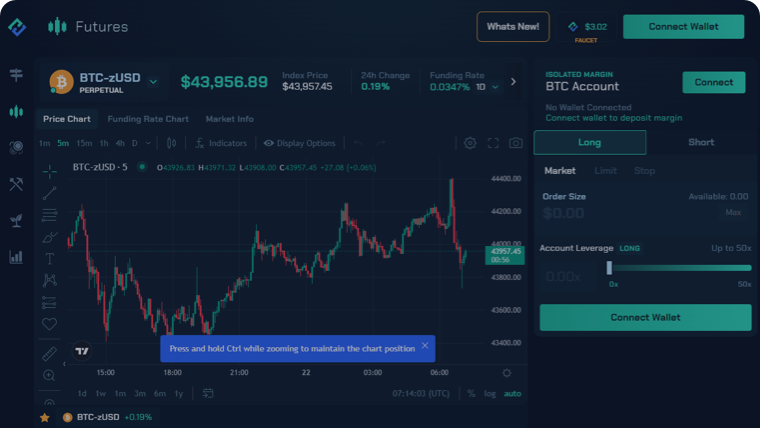 Futures
Whats New!
$3.02
FAUCET
Connect Wallet
BTC-zUSD
PERPETUAL
$43,956.89
Index Price
$43,957.45
24h Change
0.19%
Funding Rate
0.0347% 1D
ISOLATED MARGIN
BTC Account
Connect
No Wallet Connected
Connect wallet to deposit margin
Price Chart Funding Rate Chart Market Info
Long Short
1m 5m 15m 1h 4h D Indicators Display Options
BTC-zUSD · 5 O43926.83 H43971.32 L43908.00 C43957.45 +27.08 (+0.06%)
Market Limit Stop
Order Size Available: 0.00
$0.00 Max
Account Leverage LONG Up to 50x
0.00x
0x 50x
Connect Wallet
44400.00
44200.00
44000.00
43957.45
00:56
43800.00
43600.00
43400.00
Press and hold Ctrl while zooming to maintain the chart position
15:00 18:00 21:00 22 03:00 06:00
1d 1w 1m 3m 6m 1y 07:14:03 (UTC) % log auto
BTC-zUSD +0.19%